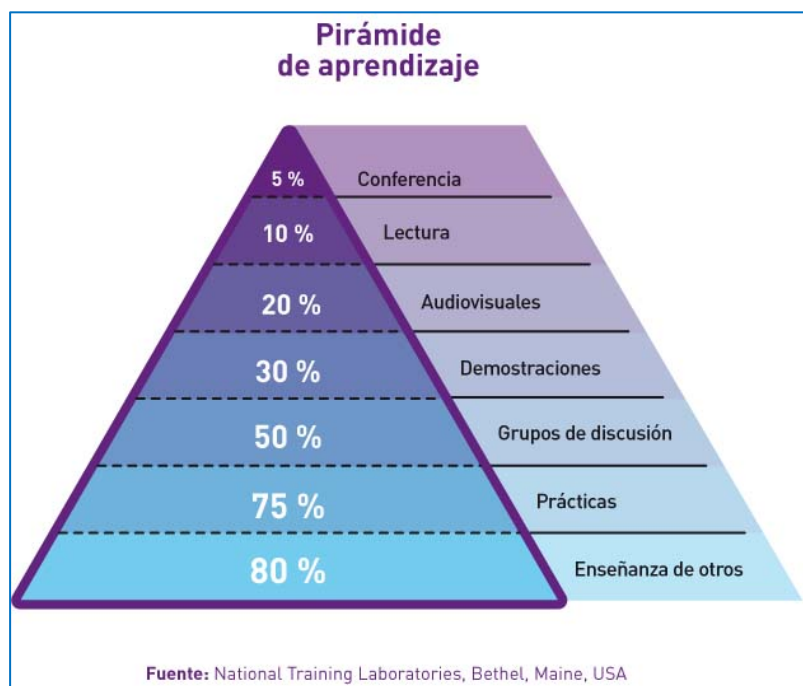 Pirámide
de aprendizaje
5 % Conferencia
10 % Lectura
20 % Audiovisuales
30 % Demostraciones
50 % Grupos de discusión
75 % Prácticas
80 % Enseñanza de otros
Fuente: National Training Laboratories, Bethel, Maine, USA